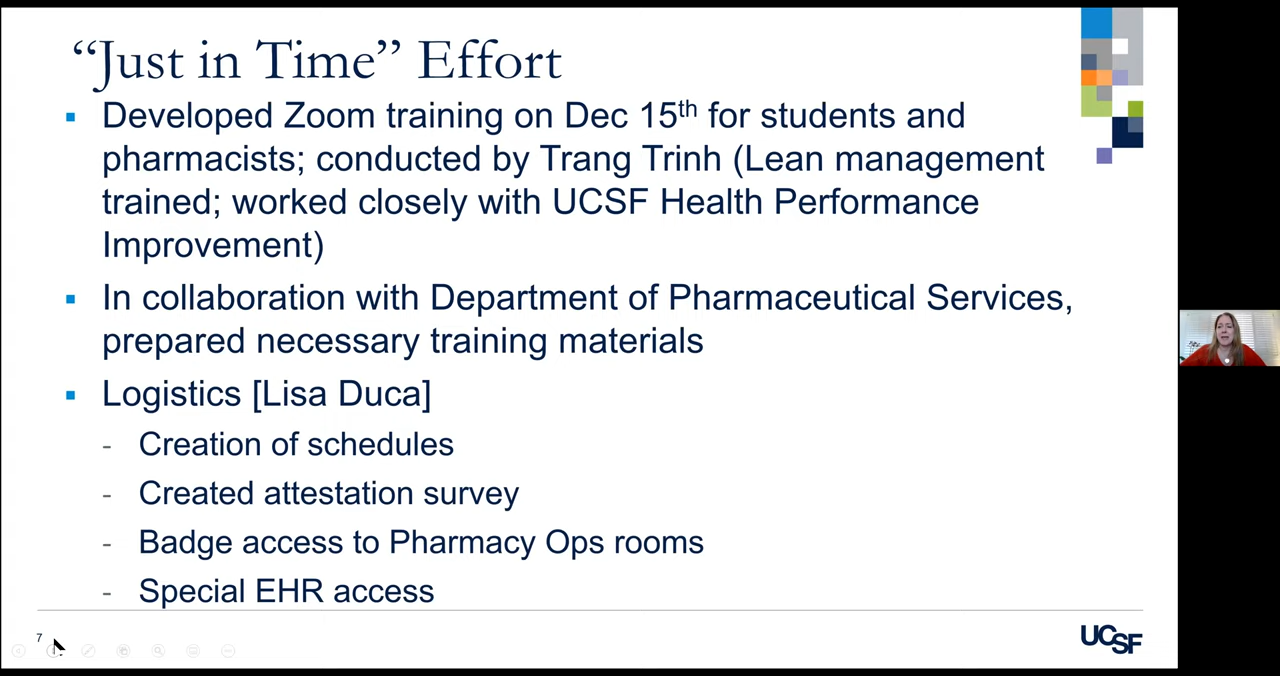 “Just in Time” Effort
▪ Developed Zoom training on Dec 15th for students and
pharmacists; conducted by Trang Trinh (Lean management
trained; worked closely with UCSF Health Performance
Improvement)
▪ In collaboration with Department of Pharmaceutical Services,
prepared necessary training materials
▪ Logistics [Lisa Duca]
- Creation of schedules
- Created attestation survey
- Badge access to Pharmacy Ops rooms
- Special EHR access
7
UCSF